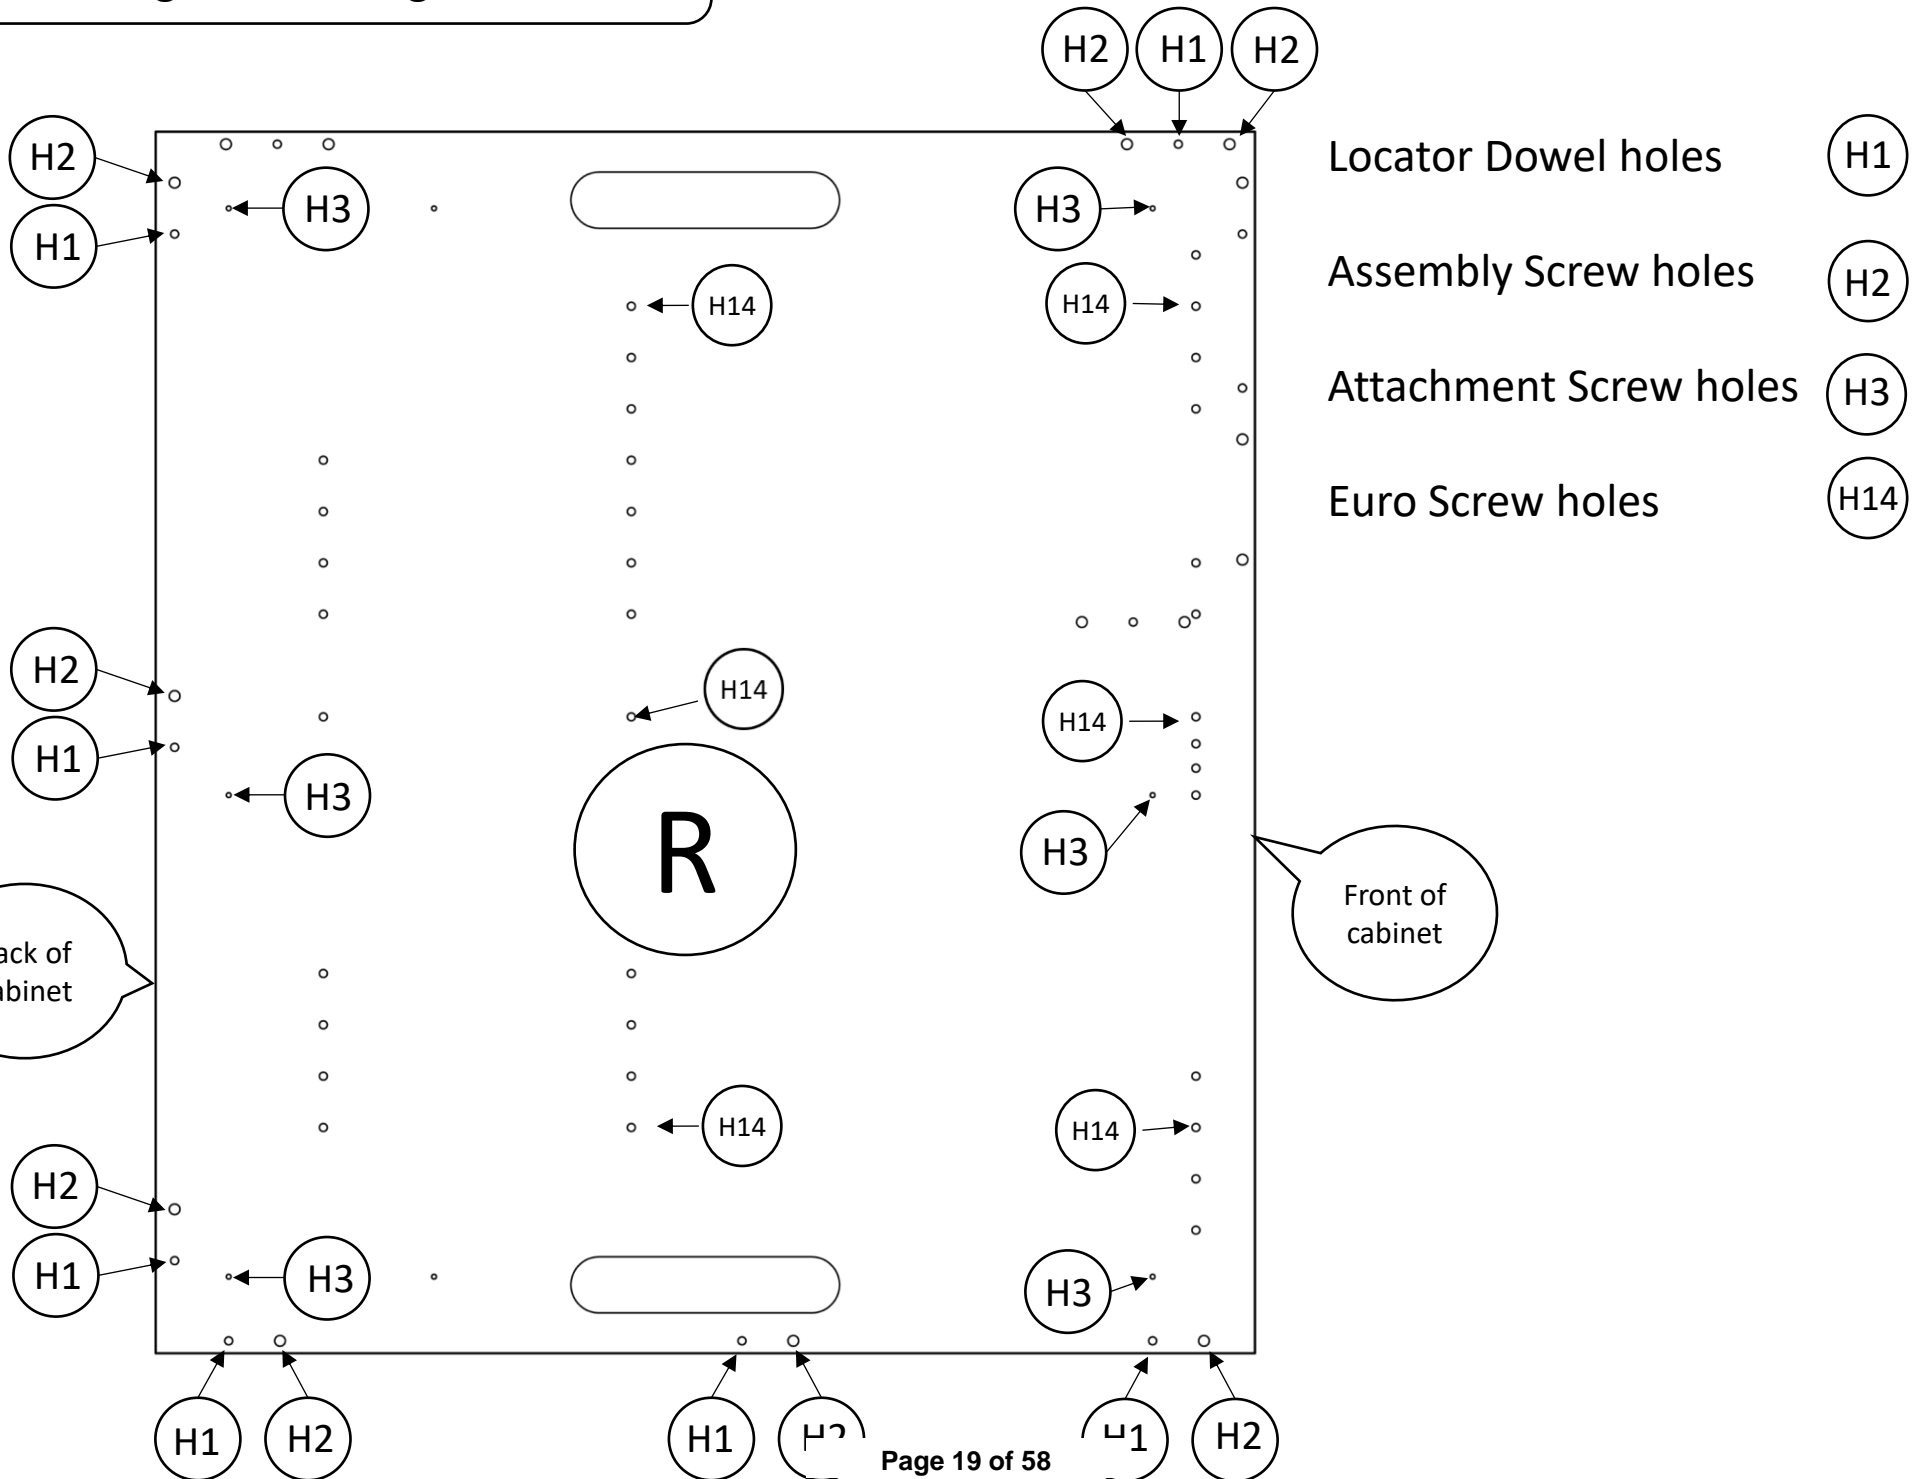 H2 H1 H2
H2
Locator Dowel holes H1
H3
H3
H1
Assembly Screw holes H2
H14
H14
Attachment Screw holes H3
Euro Screw holes H14
H2
H14
H14
H1
H3
R
H3
Front of
cabinet
H14
H14
H2
H1
H3
H3
H1 H2 H1 H2 H1 H2
Page 19 of 58